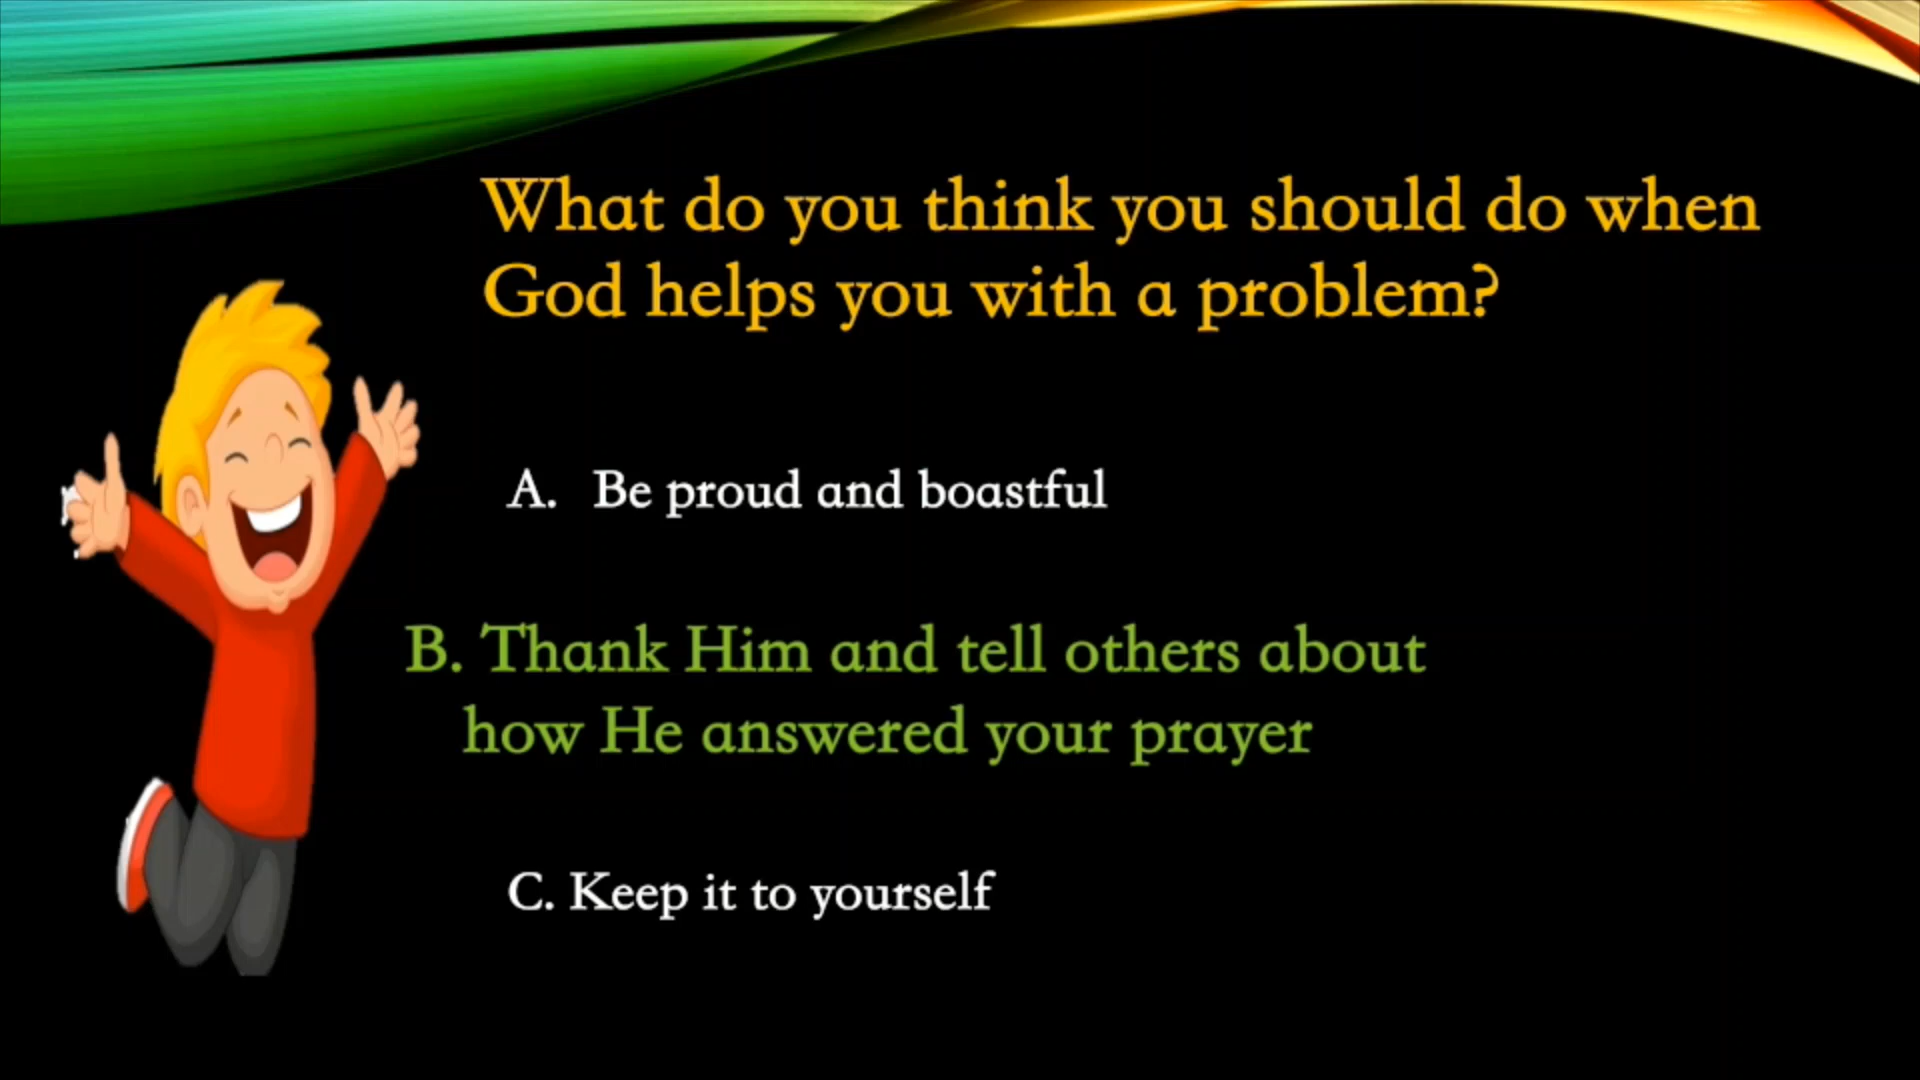 What do you think you should do when
God helps you with a problem?
A. Be proud and boastful
B. Thank Him and tell others about
how He answered your prayer
C. Keep it to yourself